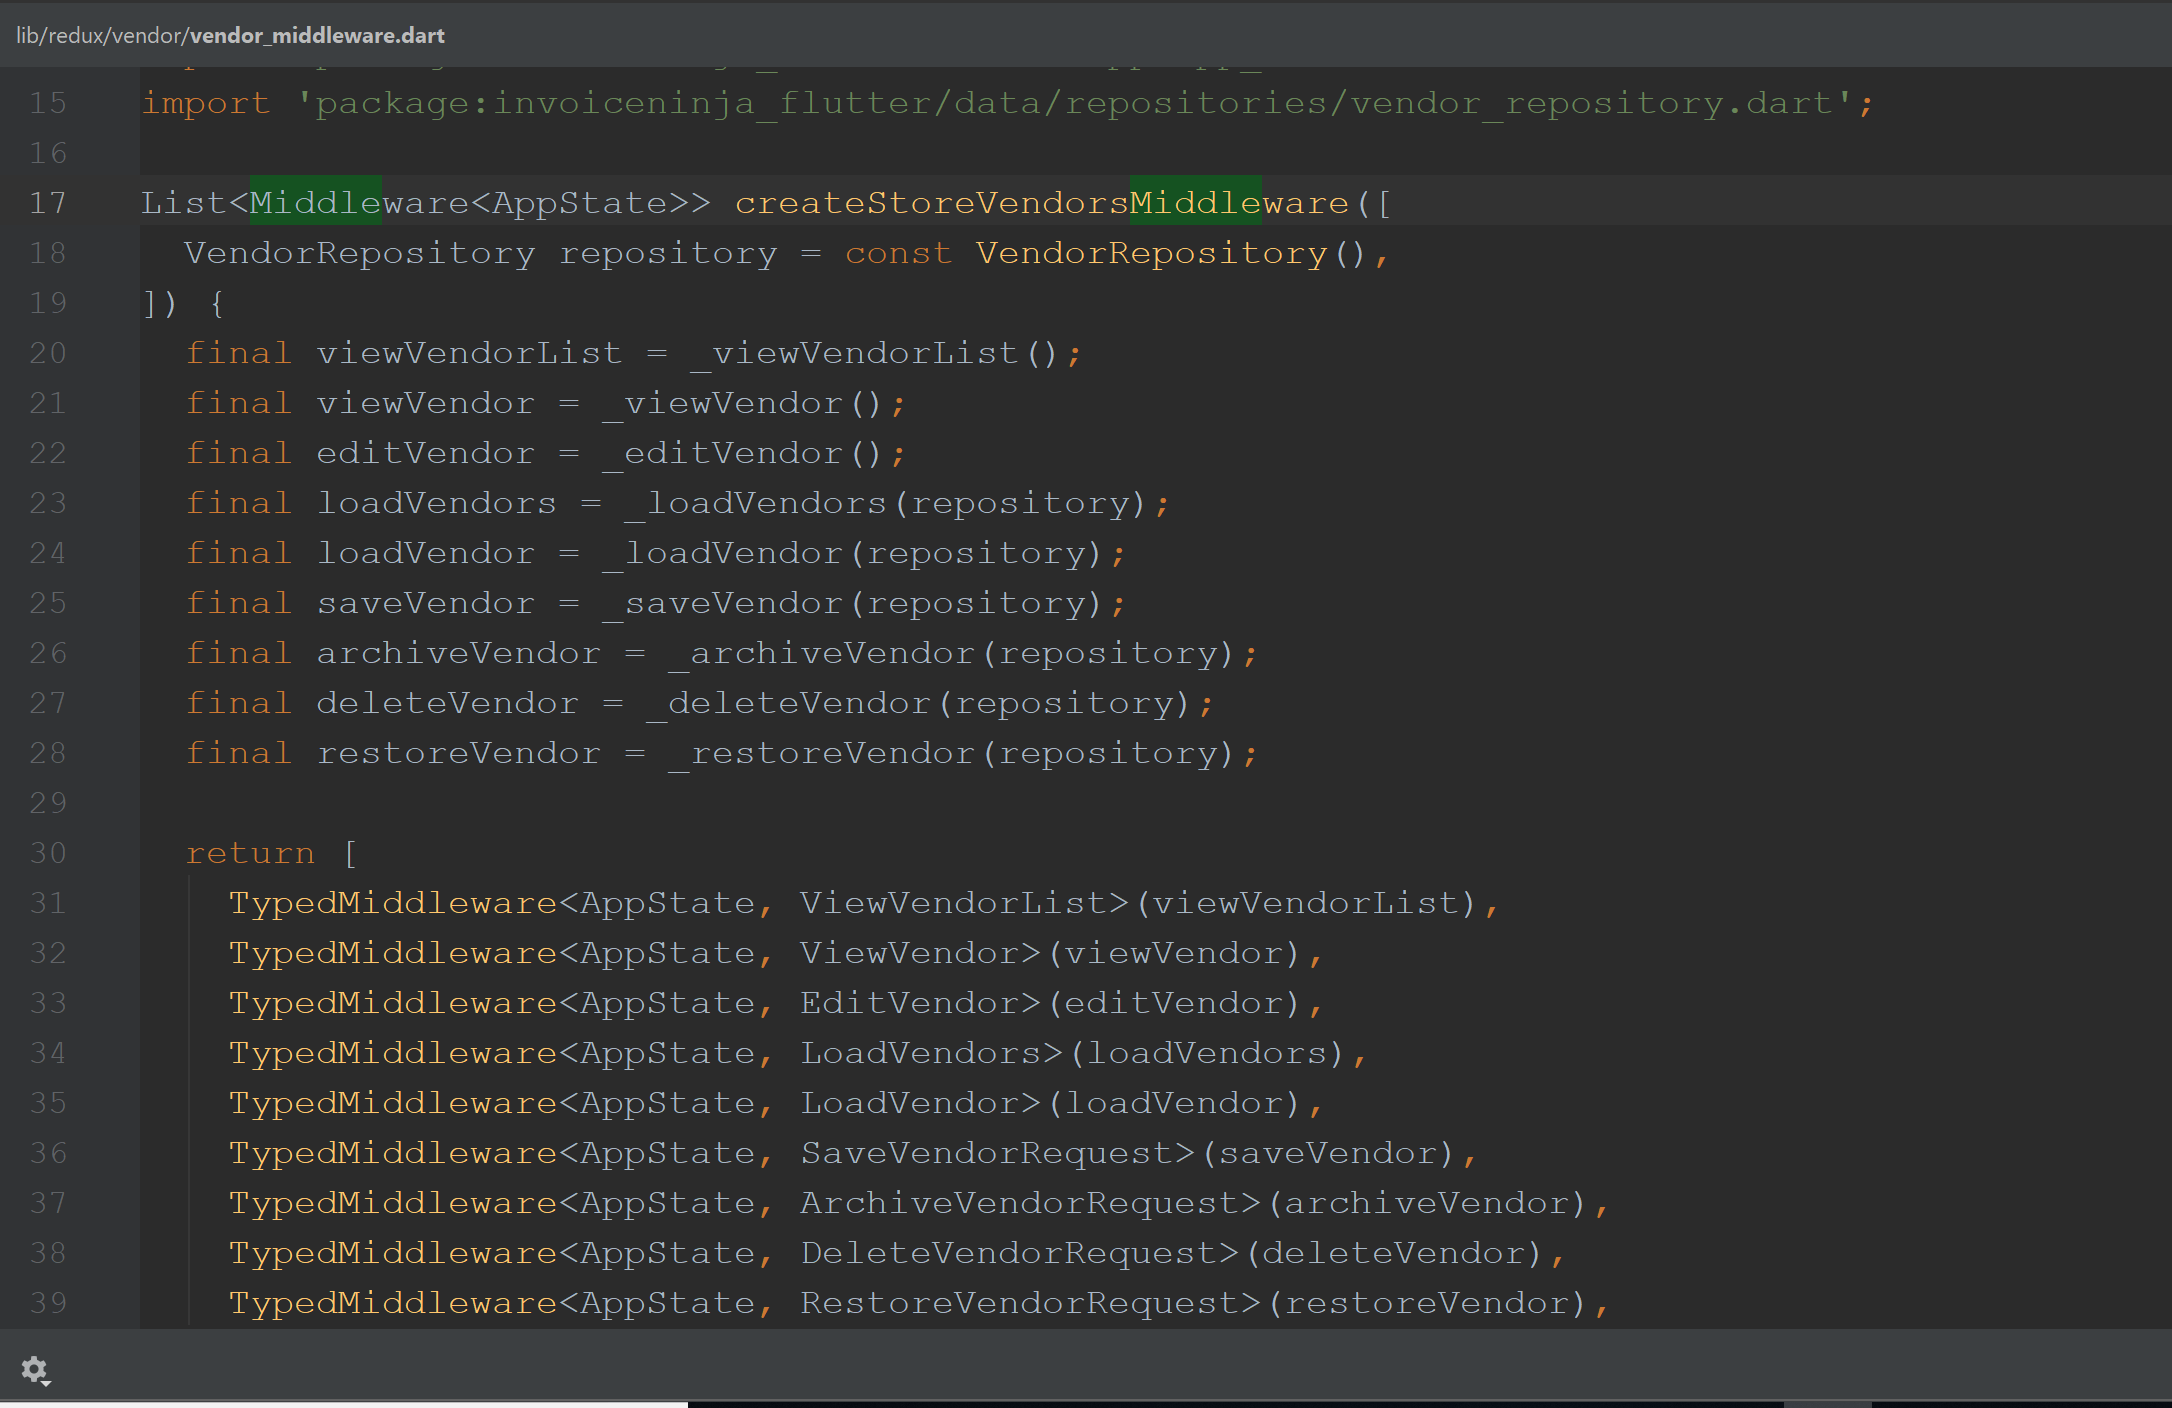 lib/redux/vendor/vendor_middleware.dart
15 import 'package:invoiceninja_flutter/data/repositories/vendor_repository.dart';
16
17 List<Middleware<AppState>> createStoreVendorsMiddleware([
18   VendorRepository repository = const VendorRepository(),
19 ]) {
20   final viewVendorList = _viewVendorList();
21   final viewVendor = _viewVendor();
22   final editVendor = _editVendor();
23   final loadVendors = _loadVendors(repository);
24   final loadVendor = _loadVendor(repository);
25   final saveVendor = _saveVendor(repository);
26   final archiveVendor = _archiveVendor(repository);
27   final deleteVendor = _deleteVendor(repository);
28   final restoreVendor = _restoreVendor(repository);
29
30   return [
31     TypedMiddleware<AppState, ViewVendorList>(viewVendorList),
32     TypedMiddleware<AppState, ViewVendor>(viewVendor),
33     TypedMiddleware<AppState, EditVendor>(editVendor),
34     TypedMiddleware<AppState, LoadVendors>(loadVendors),
35     TypedMiddleware<AppState, LoadVendor>(loadVendor),
36     TypedMiddleware<AppState, SaveVendorRequest>(saveVendor),
37     TypedMiddleware<AppState, ArchiveVendorRequest>(archiveVendor),
38     TypedMiddleware<AppState, DeleteVendorRequest>(deleteVendor),
39     TypedMiddleware<AppState, RestoreVendorRequest>(restoreVendor),